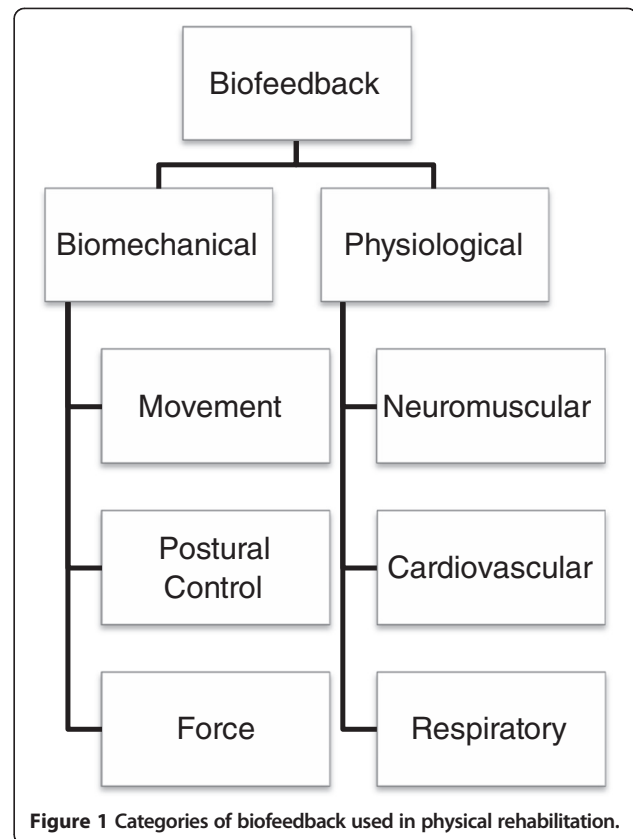 Biofeedback
Biomechanical
Physiological
Movement
Neuromuscular
Postural
Control
Cardiovascular
Force
Respiratory
Figure 1 Categories of biofeedback used in physical rehabilitation.